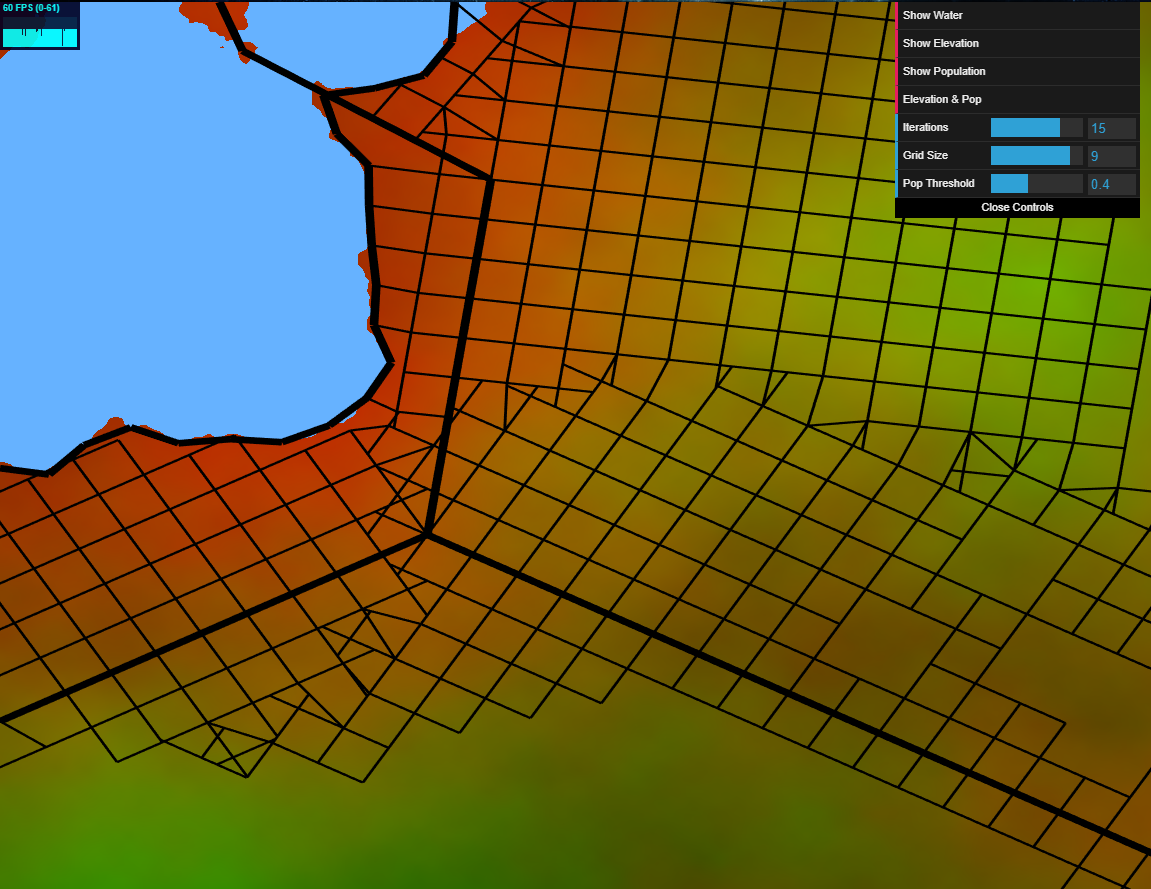 60 FPS (0-61)
Show Water
Show Elevation
Show Population
Elevation & Pop
Iterations 15
Grid Size 9
Pop Threshold 0.4
Close Controls